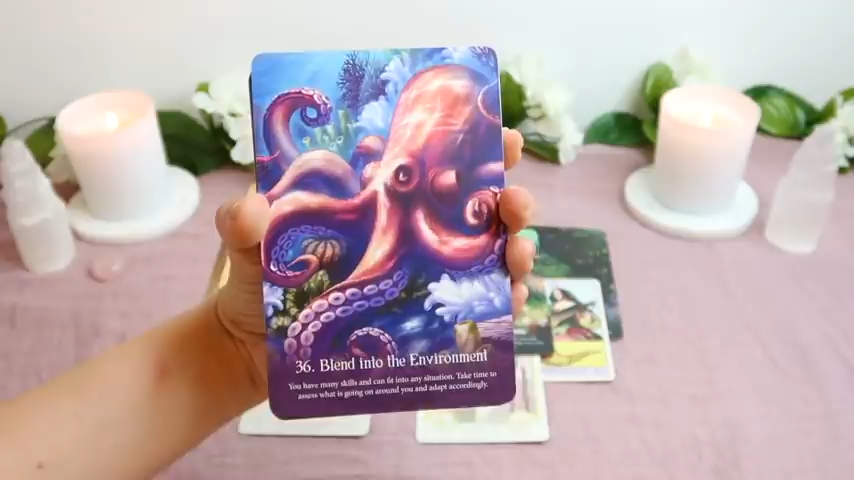 36. Blend into the Environment
You have many skills and can fit into any situation. Take time to
assess what is going on around you and adapt accordingly.